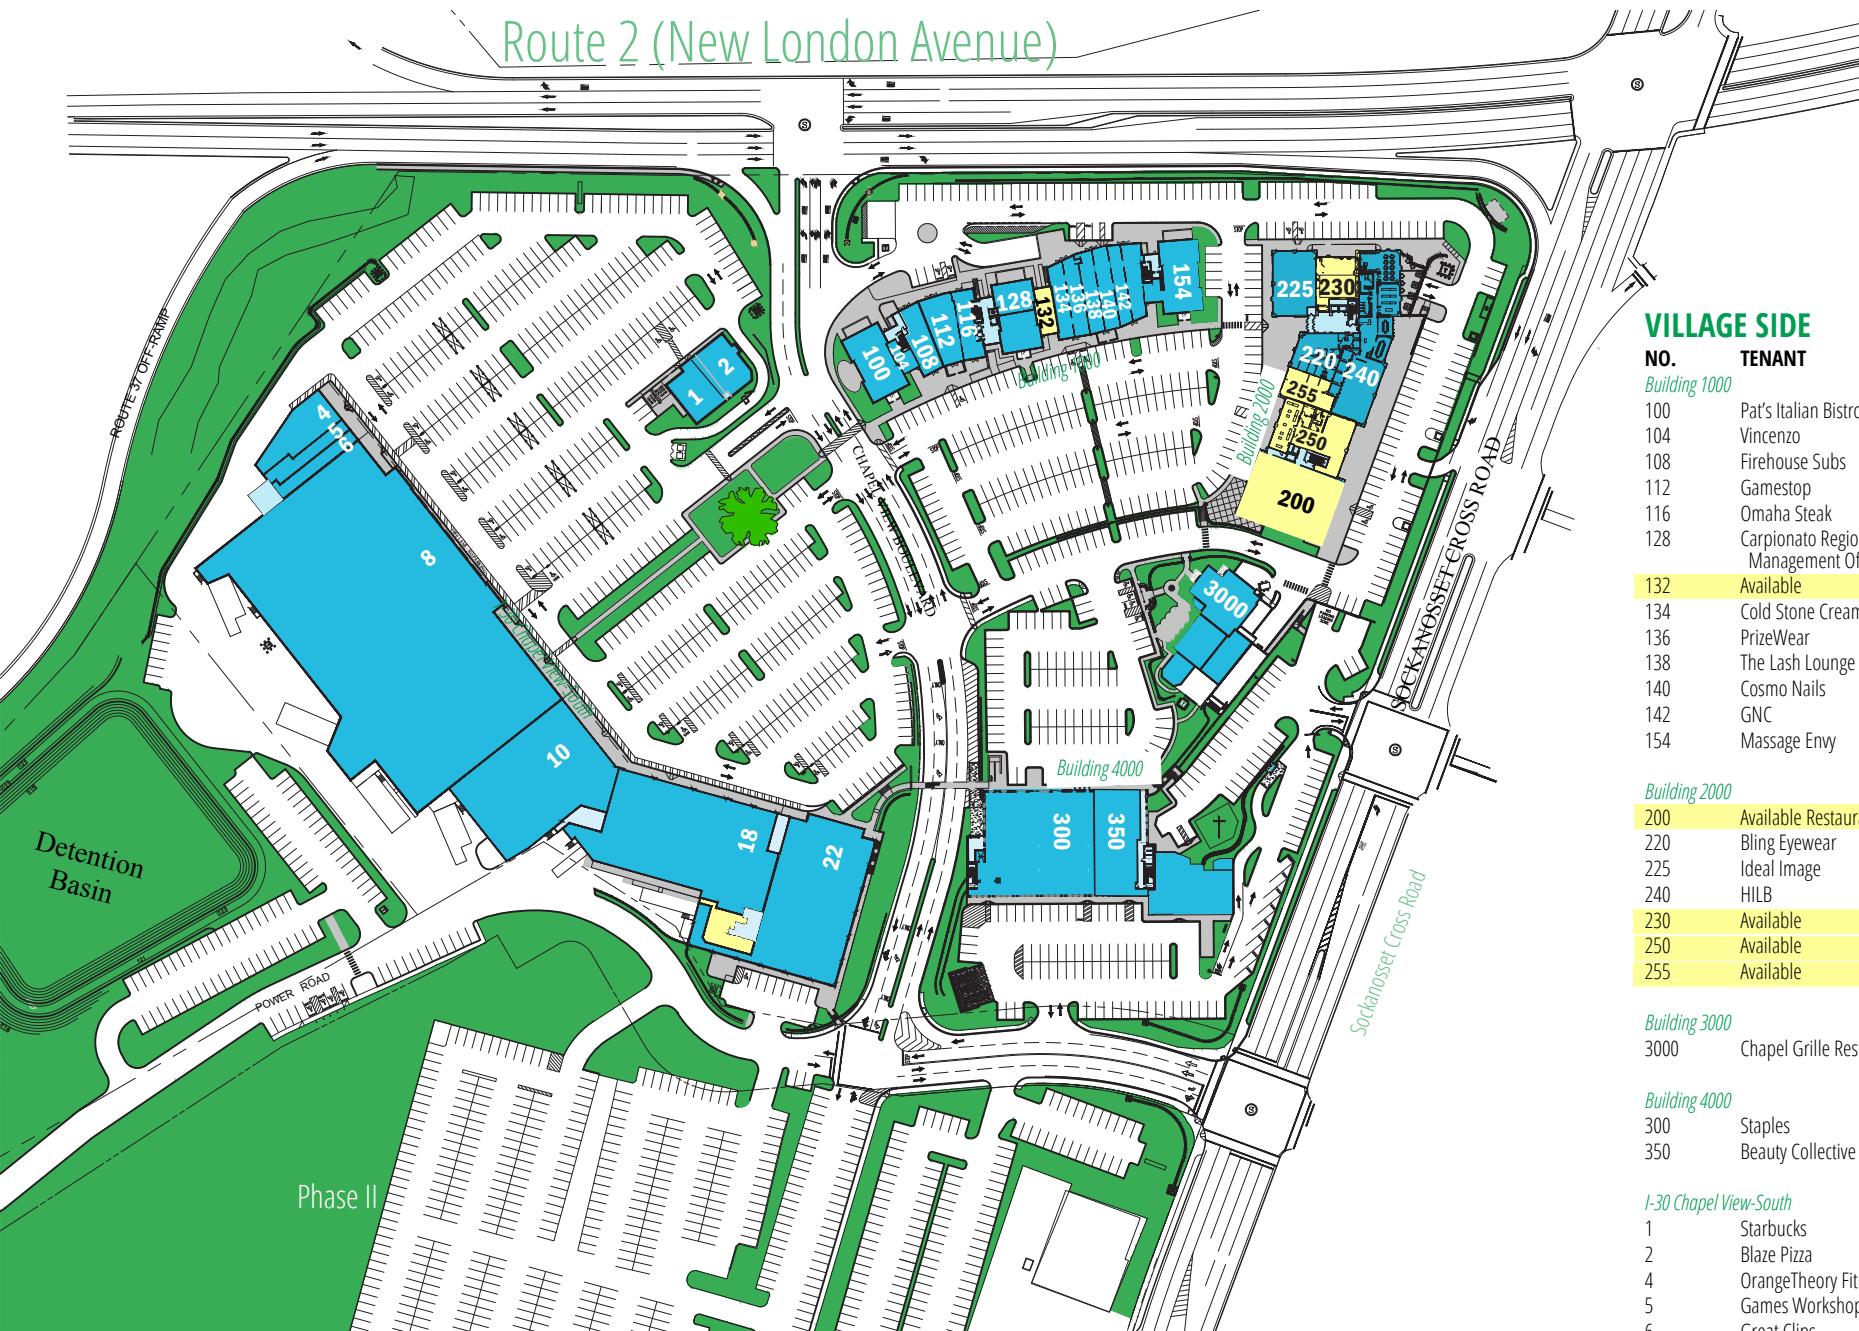 Route 2 (New London Avenue)
ROUTE 37 OFF-RAMP
154
142
140
138
136
134
132
128
116
112
108
104
100
Building 1000
225
230
220
240
255
250
200
Building 2000
2
1
4
5
6
8
10
18
22
CHAPEL VIEW BOULEVARD
3000
SOCKANOSSET CROSS ROAD
Building 4000
300
350
Detention
Basin
POWER ROAD
Sockanosset Cross Road
Phase II
VILLAGE SIDE
NO. TENANT
Building 1000
100 Pat's Italian Bistro
104 Vincenzo
108 Firehouse Subs
112 Gamestop
116 Omaha Steak
128 Carpionato Regio
Management Of
132 Available
134 Cold Stone Cream
136 PrizeWear
138 The Lash Lounge
140 Cosmo Nails
142 GNC
154 Massage Envy
Building 2000
200 Available Restaur
220 Bling Eyewear
225 Ideal Image
240 HILB
230 Available
250 Available
255 Available
Building 3000
3000 Chapel Grille Res
Building 4000
300 Staples
350 Beauty Collective
I-30 Chapel View-South
1 Starbucks
2 Blaze Pizza
4 OrangeTheory Fit
5 Games Workshop
6 Great Clips